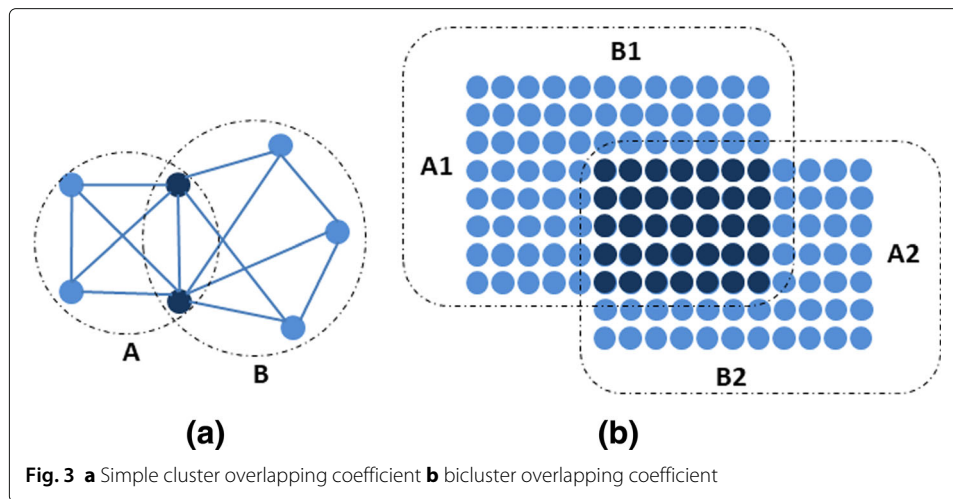 B1
A1
A2
A
B
B2
(a)
(b)
Fig. 3 a Simple cluster overlapping coefficient b bicluster overlapping coefficient